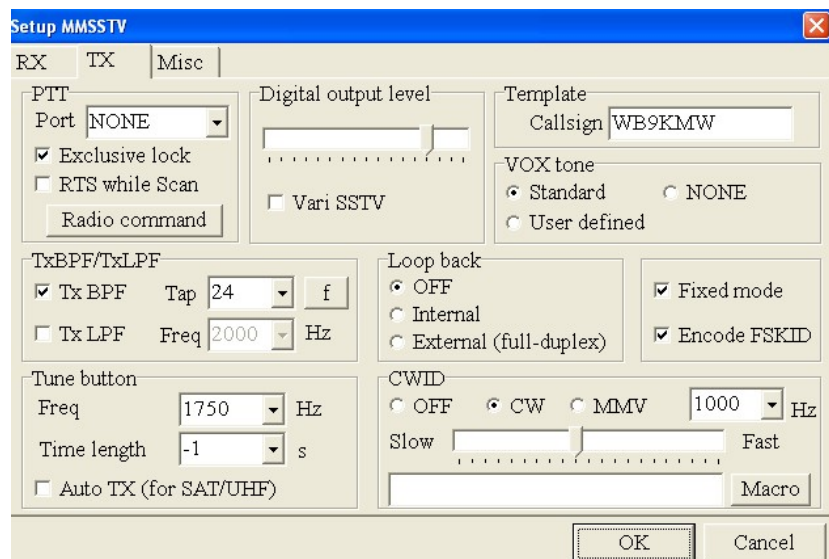 Setup MMSSTV
RX TX Misc
PTT
Port NONE
Exclusive lock
RTS while Scan
Radio command
Digital output level
Vari SSTV
Template
Callsign WB9KMW
VOX tone
Standard NONE
User defined
TxBPF/TxLPF
Tx BPF Tap 24 f
Tx LPF Freq 2000 Hz
Loop back
OFF
Internal
External (full-duplex)
Fixed mode
Encode FSKID
Tune button
Freq 1750 Hz
Time length -1 s
Auto TX (for SAT/UHF)
CWID
OFF CW MMV 1000 Hz
Slow Fast
Macro
OK Cancel